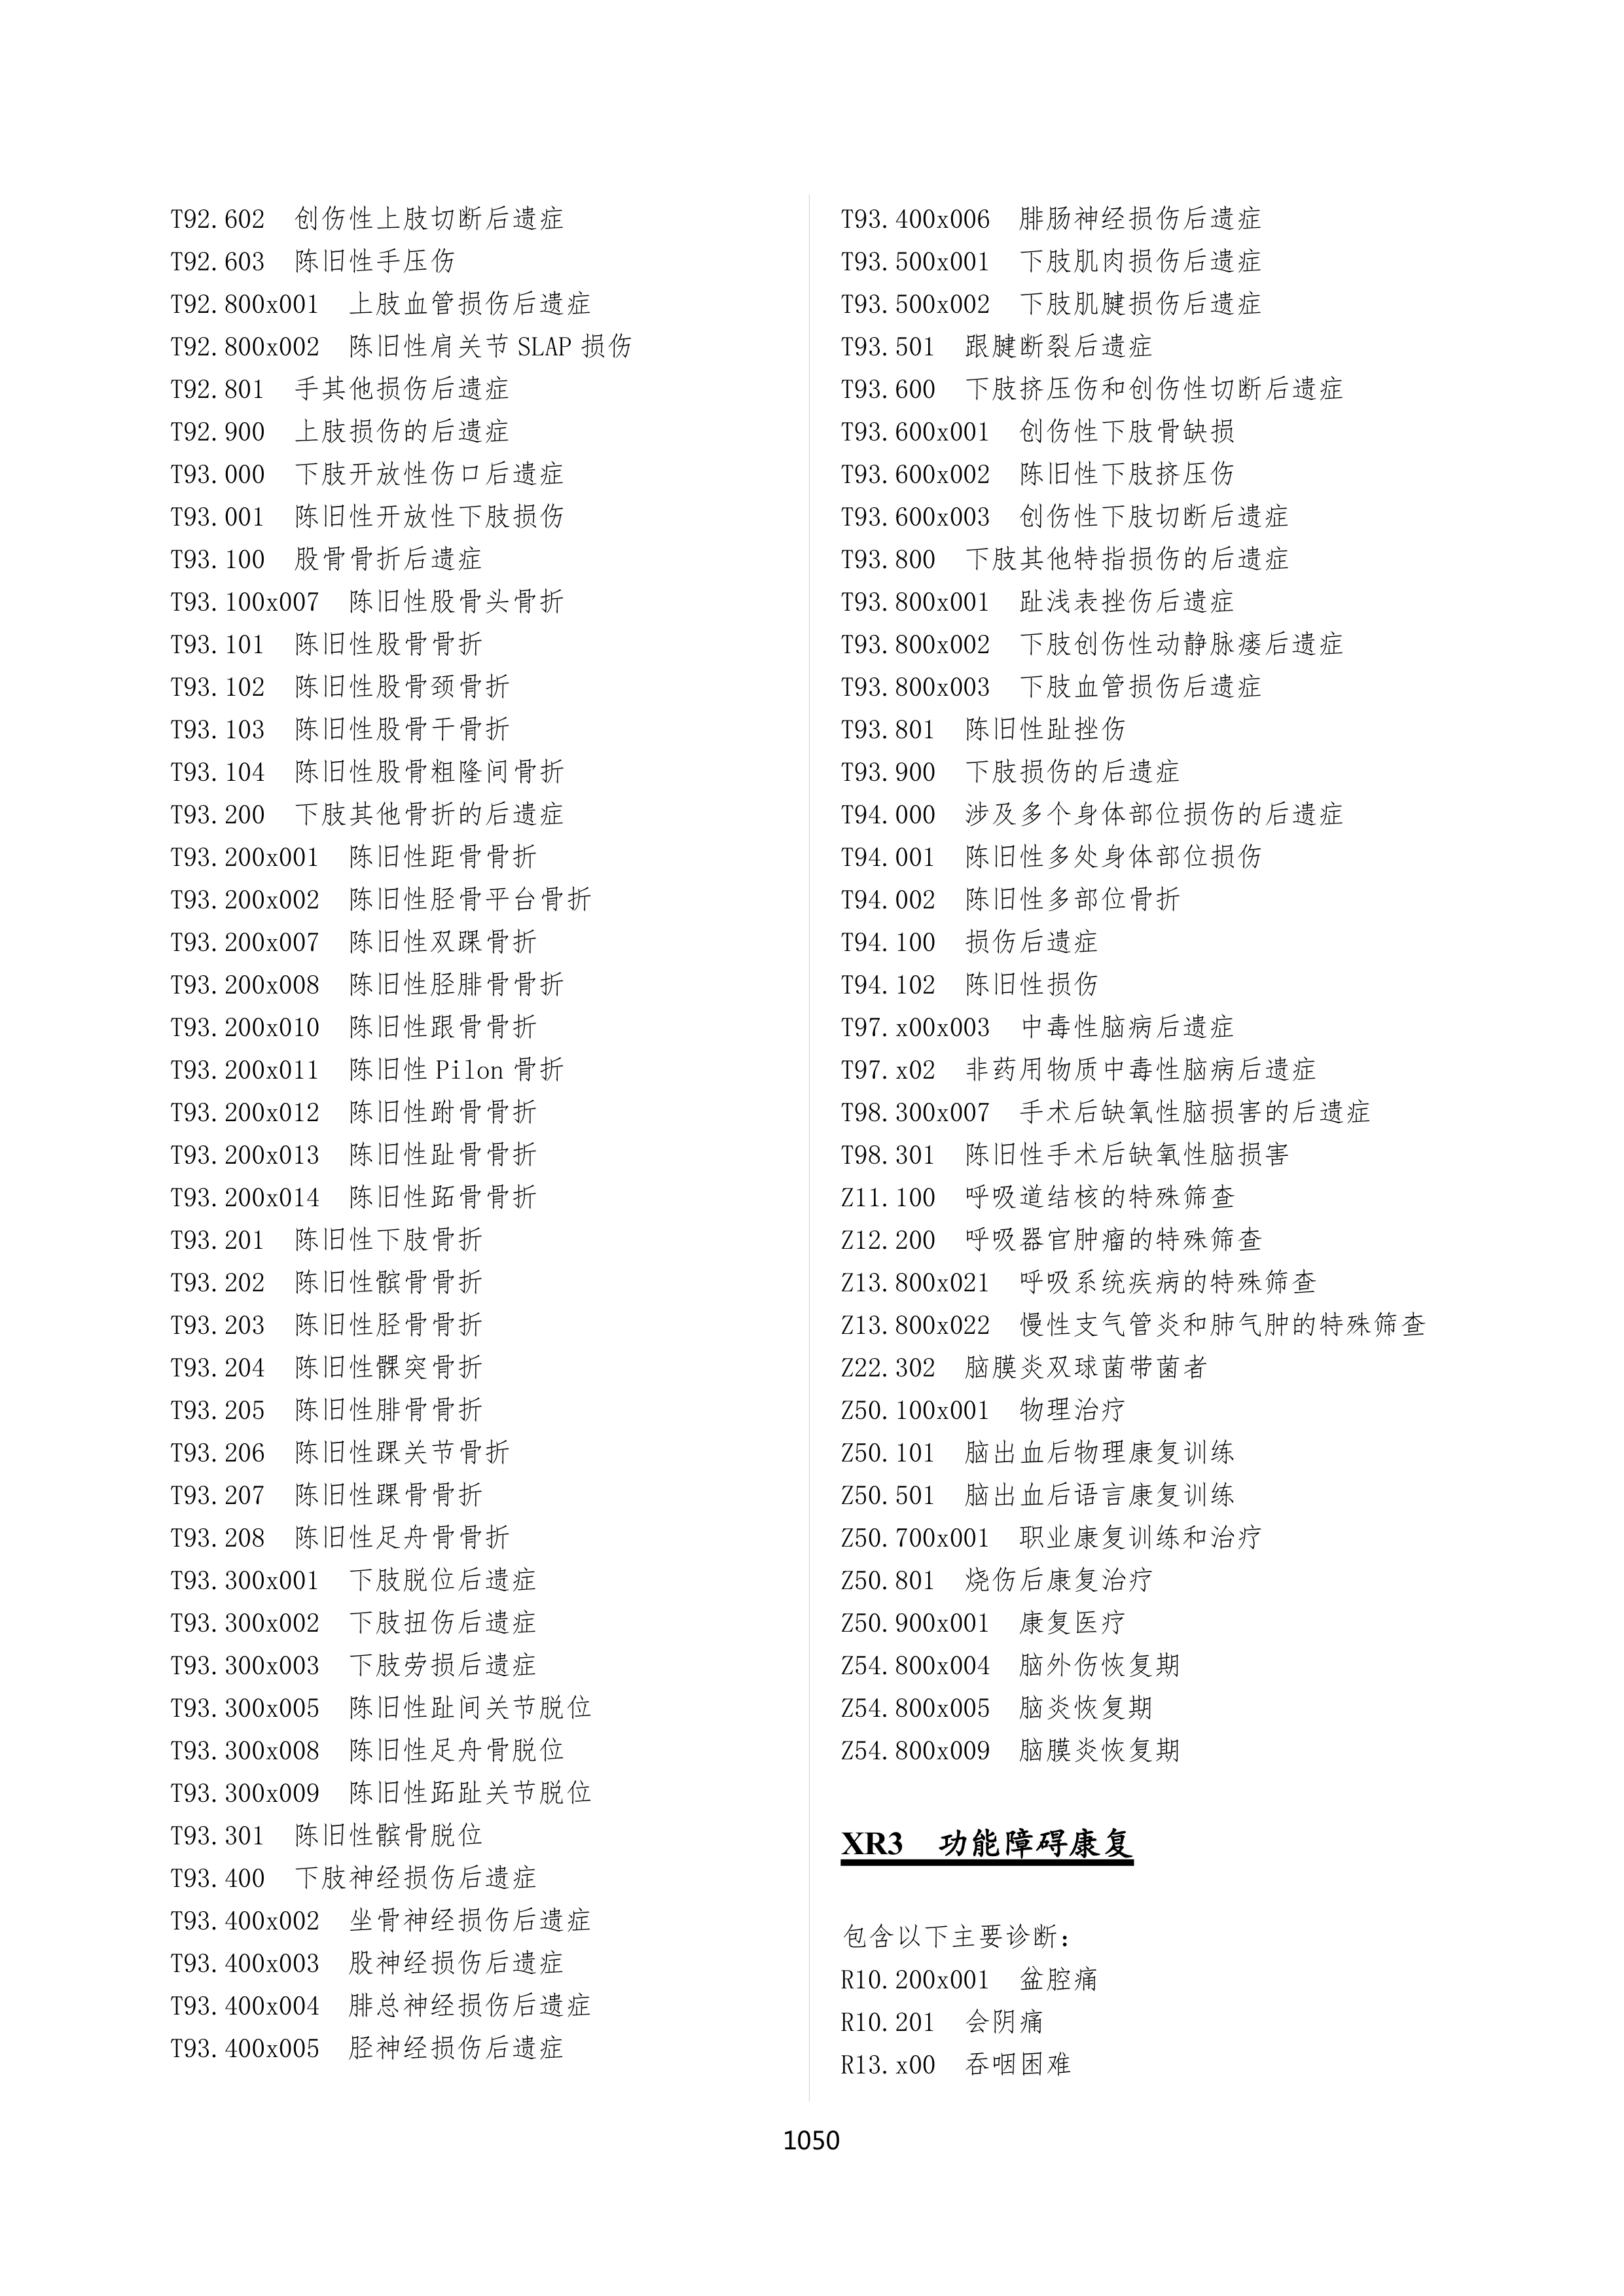 T92.602 创伤性上肢切断后遗症
T92.603 陈旧性手压伤
T92.800x001 上肢血管损伤后遗症
T92.800x002 陈旧性肩关节 SLAP 损伤
T92.801 手其他损伤后遗症
T92.900 上肢损伤的后遗症
T93.000 下肢开放性伤口后遗症
T93.001 陈旧性开放性下肢损伤
T93.100 股骨骨折后遗症
T93.100x007 陈旧性股骨头骨折
T93.101 陈旧性股骨骨折
T93.102 陈旧性股骨颈骨折
T93.103 陈旧性股骨干骨折
T93.104 陈旧性股骨粗隆间骨折
T93.200 下肢其他骨折的后遗症
T93.200x001 陈旧性距骨骨折
T93.200x002 陈旧性胫骨平台骨折
T93.200x007 陈旧性双踝骨折
T93.200x008 陈旧性胫腓骨骨折
T93.200x010 陈旧性跟骨骨折
T93.200x011 陈旧性 Pilon 骨折
T93.200x012 陈旧性跗骨骨折
T93.200x013 陈旧性趾骨骨折
T93.200x014 陈旧性跖骨骨折
T93.201 陈旧性下肢骨折
T93.202 陈旧性髌骨骨折
T93.203 陈旧性胫骨骨折
T93.204 陈旧性髁突骨折
T93.205 陈旧性腓骨骨折
T93.206 陈旧性踝关节骨折
T93.207 陈旧性踝骨骨折
T93.208 陈旧性足舟骨骨折
T93.300x001 下肢脱位后遗症
T93.300x002 下肢扭伤后遗症
T93.300x003 下肢劳损后遗症
T93.300x005 陈旧性趾间关节脱位
T93.300x008 陈旧性足舟骨脱位
T93.300x009 陈旧性跖趾关节脱位
T93.301 陈旧性髌骨脱位
T93.400 下肢神经损伤后遗症
T93.400x002 坐骨神经损伤后遗症
T93.400x003 股神经损伤后遗症
T93.400x004 腓总神经损伤后遗症
T93.400x005 胫神经损伤后遗症
T93.400x006 腓肠神经损伤后遗症
T93.500x001 下肢肌肉损伤后遗症
T93.500x002 下肢肌腱损伤后遗症
T93.501 跟腱断裂后遗症
T93.600 下肢挤压伤和创伤性切断后遗症
T93.600x001 创伤性下肢骨缺损
T93.600x002 陈旧性下肢挤压伤
T93.600x003 创伤性下肢切断后遗症
T93.800 下肢其他特指损伤的后遗症
T93.800x001 趾浅表挫伤后遗症
T93.800x002 下肢创伤性动静脉瘘后遗症
T93.800x003 下肢血管损伤后遗症
T93.801 陈旧性趾挫伤
T93.900 下肢损伤的后遗症
T94.000 涉及多个身体部位损伤的后遗症
T94.001 陈旧性多处身体部位损伤
T94.002 陈旧性多部位骨折
T94.100 损伤后遗症
T94.102 陈旧性损伤
T97.x00x003 中毒性脑病后遗症
T97.x02 非药用物质中毒性脑病后遗症
T98.300x007 手术后缺氧性脑损害的后遗症
T98.301 陈旧性手术后缺氧性脑损害
Z11.100 呼吸道结核的特殊筛查
Z12.200 呼吸器官肿瘤的特殊筛查
Z13.800x021 呼吸系统疾病的特殊筛查
Z13.800x022 慢性支气管炎和肺气肿的特殊筛查
Z22.302 脑膜炎双球菌带菌者
Z50.100x001 物理治疗
Z50.101 脑出血后物理康复训练
Z50.501 脑出血后语言康复训练
Z50.700x001 职业康复训练和治疗
Z50.801 烧伤后康复治疗
Z50.900x001 康复医疗
Z54.800x004 脑外伤恢复期
Z54.800x005 脑炎恢复期
Z54.800x009 脑膜炎恢复期
XR3 功能障碍康复
包含以下主要诊断：
R10.200x001 盆腔痛
R10.201 会阴痛
R13.x00 吞咽困难
1050